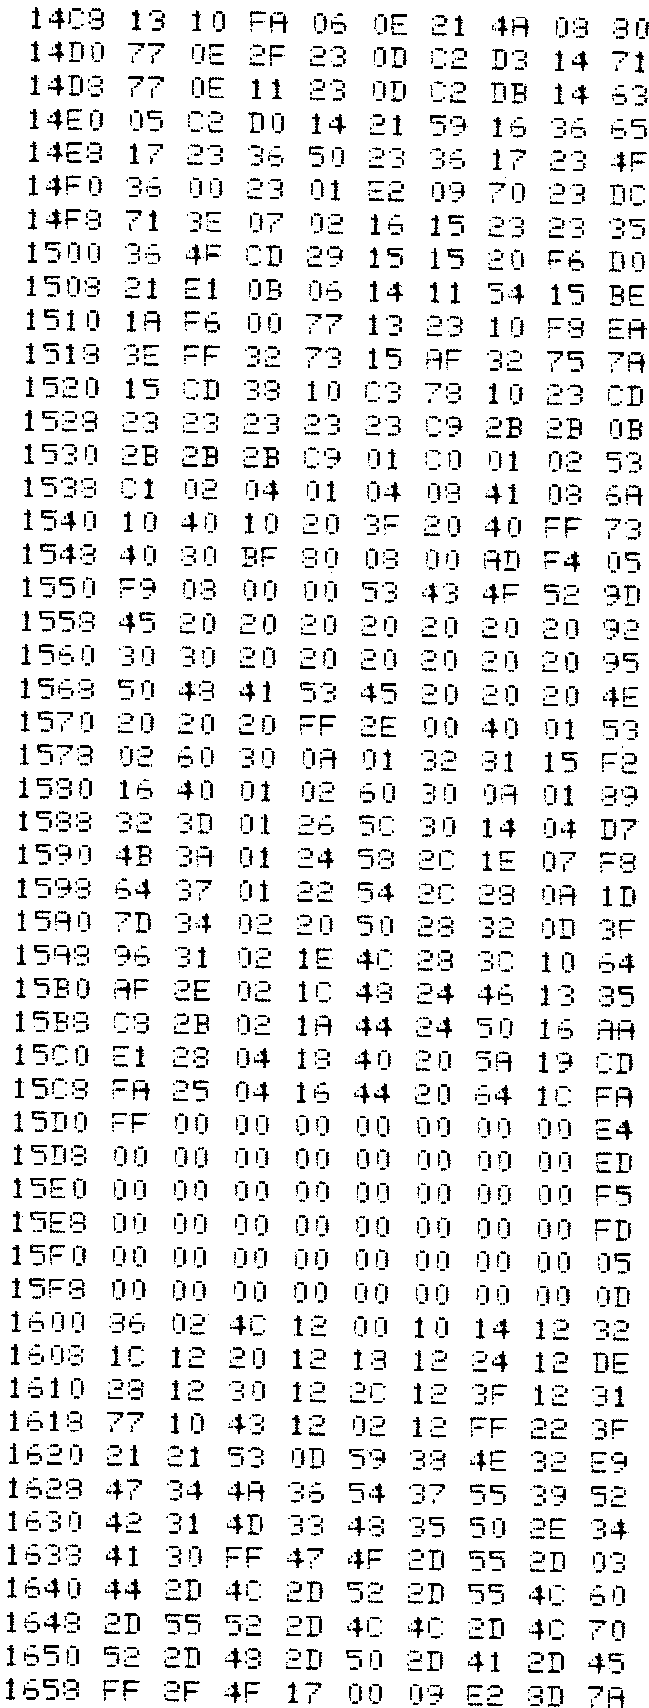 14C8 13 10 FA 06 0E 21 4A 08 80
14D0 77 0E 2F 23 0D C2 D3 14 71
14D8 77 0E 11 23 0D C2 DB 14 63
14E0 05 C2 D0 14 21 59 16 36 65
14E8 17 23 36 50 23 36 17 23 4F
14F0 36 00 23 01 E2 09 70 23 DC
14F8 71 3E 07 02 16 15 23 23 35
1500 36 4F CD 29 15 15 20 F6 D0
1508 21 E1 0B 06 14 11 54 15 BE
1510 1A F6 00 77 13 23 10 F8 EA
1518 3E FF 32 73 15 AF 32 75 7A
1520 15 CD 38 10 C3 78 10 23 CD
1528 23 23 23 23 23 C9 2B 2B 0B
1530 2B 2B 2B C9 01 C0 01 02 53
1538 C1 02 04 01 04 08 41 08 6A
1540 10 40 10 20 3F 20 40 FF 73
1548 40 80 BF 80 08 00 AD F4 05
1550 F9 08 00 00 53 43 4F 52 9D
1558 45 20 20 20 20 20 20 20 92
1560 30 30 20 20 20 20 20 20 95
1568 50 48 41 53 45 20 20 20 4E
1570 20 20 20 FF 2E 00 40 01 53
1578 02 60 30 0A 01 32 81 15 F2
1580 16 40 01 02 60 30 0A 01 89
1588 32 3D 01 26 5C 30 14 04 D7
1590 4B 3A 01 24 58 2C 1E 07 F8
1598 64 37 01 22 54 2C 28 0A 1D
15A0 7D 34 02 20 50 28 32 0D 3F
15A8 96 31 02 1E 4C 28 3C 10 64
15B0 AF 2E 02 1C 48 24 46 13 85
15B8 C8 2B 02 1A 44 24 50 16 AA
15C0 E1 28 04 18 40 20 5A 19 CD
15C8 FA 25 04 16 44 20 64 1C FA
15D0 FF 00 00 00 00 00 00 00 E4
15D8 00 00 00 00 00 00 00 00 ED
15E0 00 00 00 00 00 00 00 00 F5
15E8 00 00 00 00 00 00 00 00 FD
15F0 00 00 00 00 00 00 00 00 05
15F8 00 00 00 00 00 00 00 00 0D
1600 86 02 4C 12 00 10 14 12 32
1608 1C 12 20 12 18 12 24 12 DE
1610 28 12 30 12 2C 12 3F 12 31
1618 77 10 43 12 02 12 FF 22 3F
1620 21 21 53 0D 59 38 4E 32 E9
1628 47 34 4A 36 54 37 55 39 52
1630 42 31 4D 33 48 35 50 2E 34
1638 41 30 FF 47 4F 2D 55 2D 03
1640 44 2D 4C 2D 52 2D 55 4C 60
1648 2D 55 52 2D 4C 4C 2D 4C 70
1650 52 2D 48 2D 50 2D 41 2D 45
1658 FF 2F 4F 17 00 09 E2 8D 7A